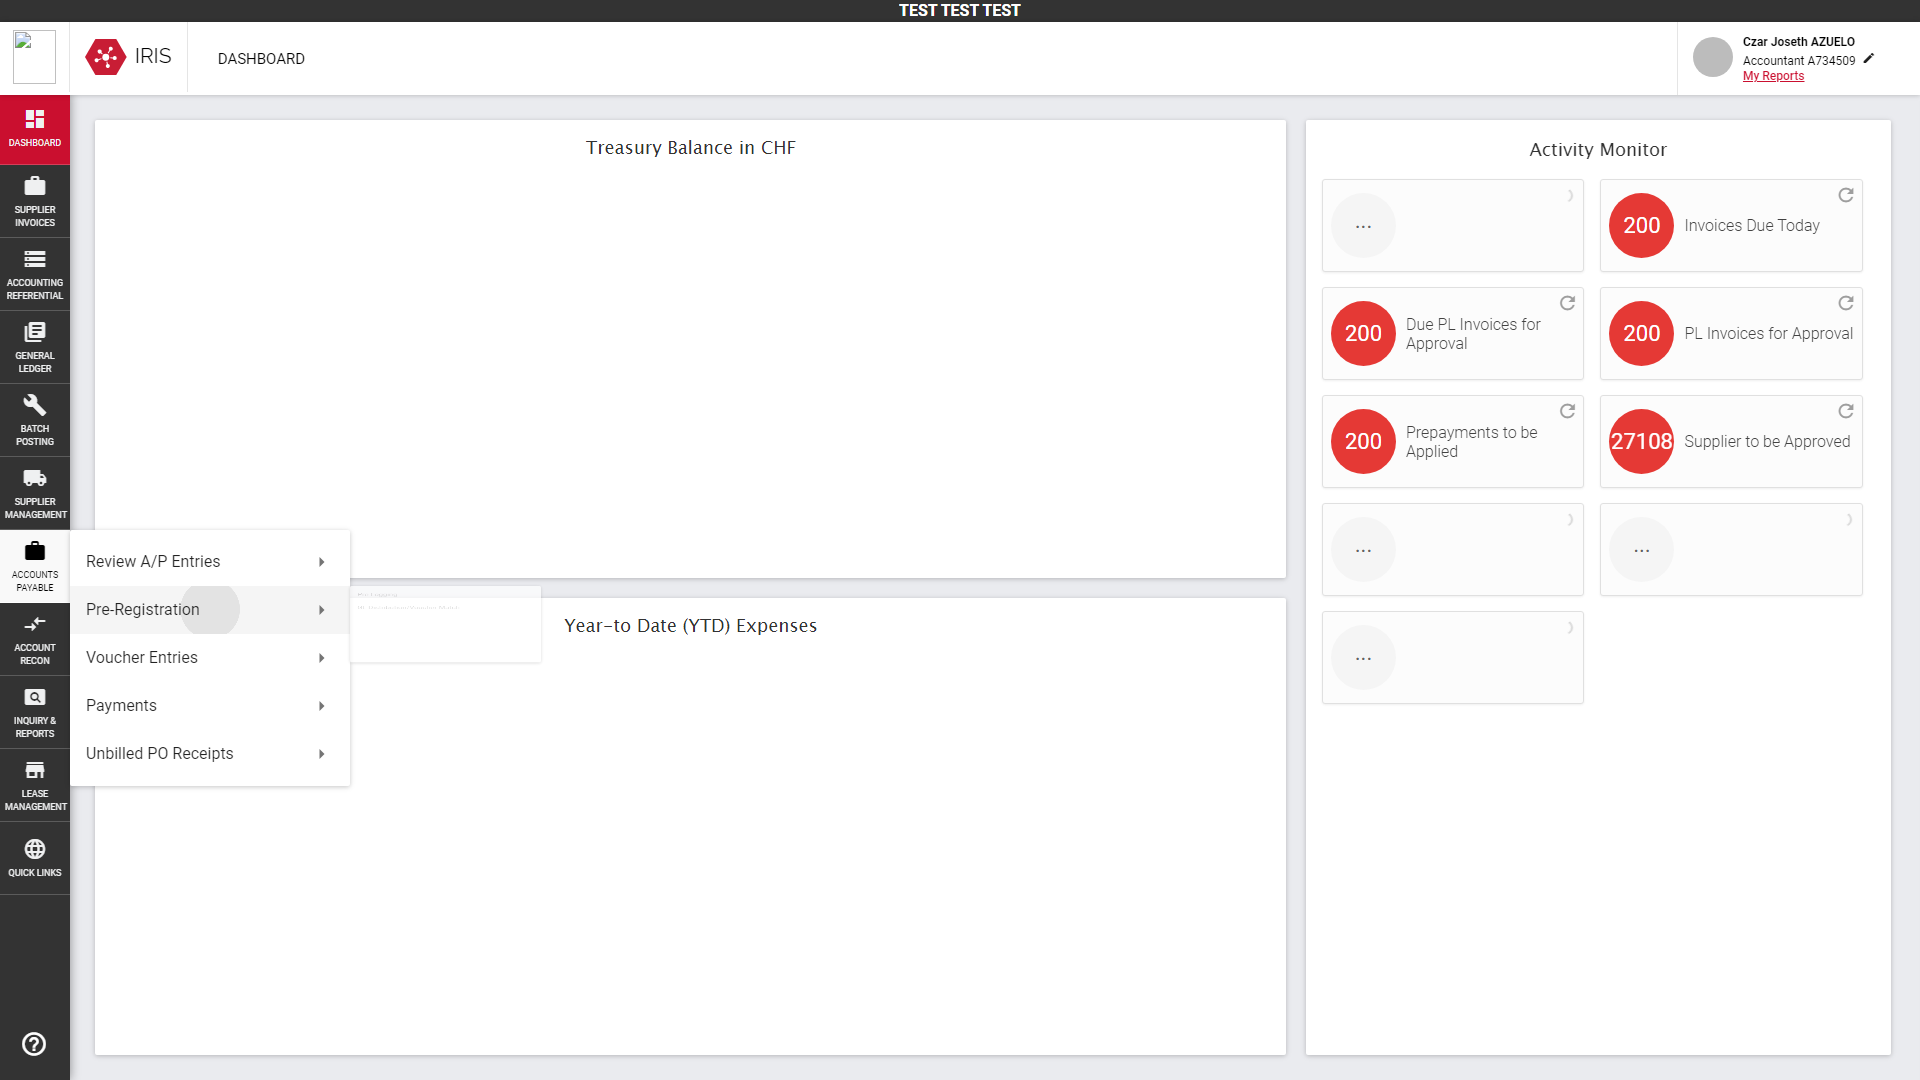 TEST TEST TEST
IRIS
DASHBOARD
Czar Joseth AZUELO
Accountant A734509
My Reports
DASHBOARD
SUPPLIER
INVOICES
ACCOUNTING
REFERENTIAL
GENERAL
LEDGER
BATCH
POSTING
SUPPLIER
MANAGEMENT
ACCOUNTS
PAYABLE
ACCOUNT
RECON
INQUIRY &
REPORTS
LEASE
MANAGEMENT
QUICK LINKS
Review A/P Entries
Pre-Registration
Voucher Entries
Payments
Unbilled PO Receipts
Treasury Balance in CHF
Year-to Date (YTD) Expenses
Activity Monitor
...
200 Invoices Due Today
200 Due PL Invoices for
Approval
200 PL Invoices for Approval
200 Prepayments to be
Applied
27108 Supplier to be Approved
...
...
...